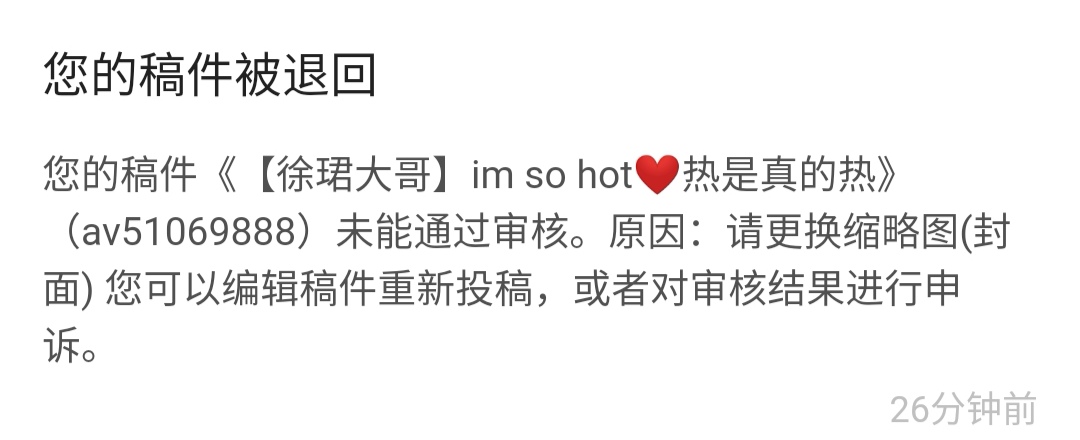 您的稿件被退回
您的稿件《【徐珺大哥】im so hot❤️热是真的热》
（av51069888）未能通过审核。原因：请更换缩略图(封
面) 您可以编辑稿件重新投稿，或者对审核结果进行申
诉。
26分钟前